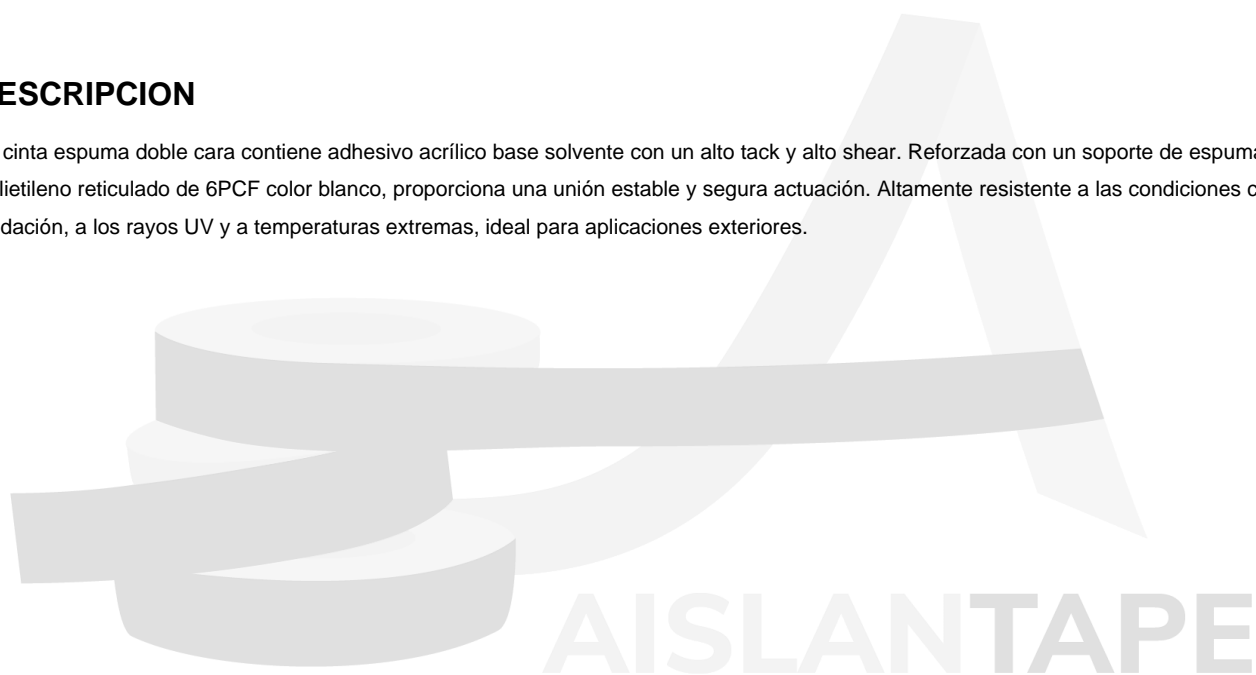 ESCRIPCION
cinta espuma doble cara contiene adhesivo acrílico base solvente con un alto tack y alto shear. Reforzada con un soporte de espuma
lietileno reticulado de 6PCF color blanco, proporciona una unión estable y segura actuación. Altamente resistente a las condiciones
dación, a los rayos UV y a temperaturas extremas, ideal para aplicaciones exteriores.
AISLANTAPE